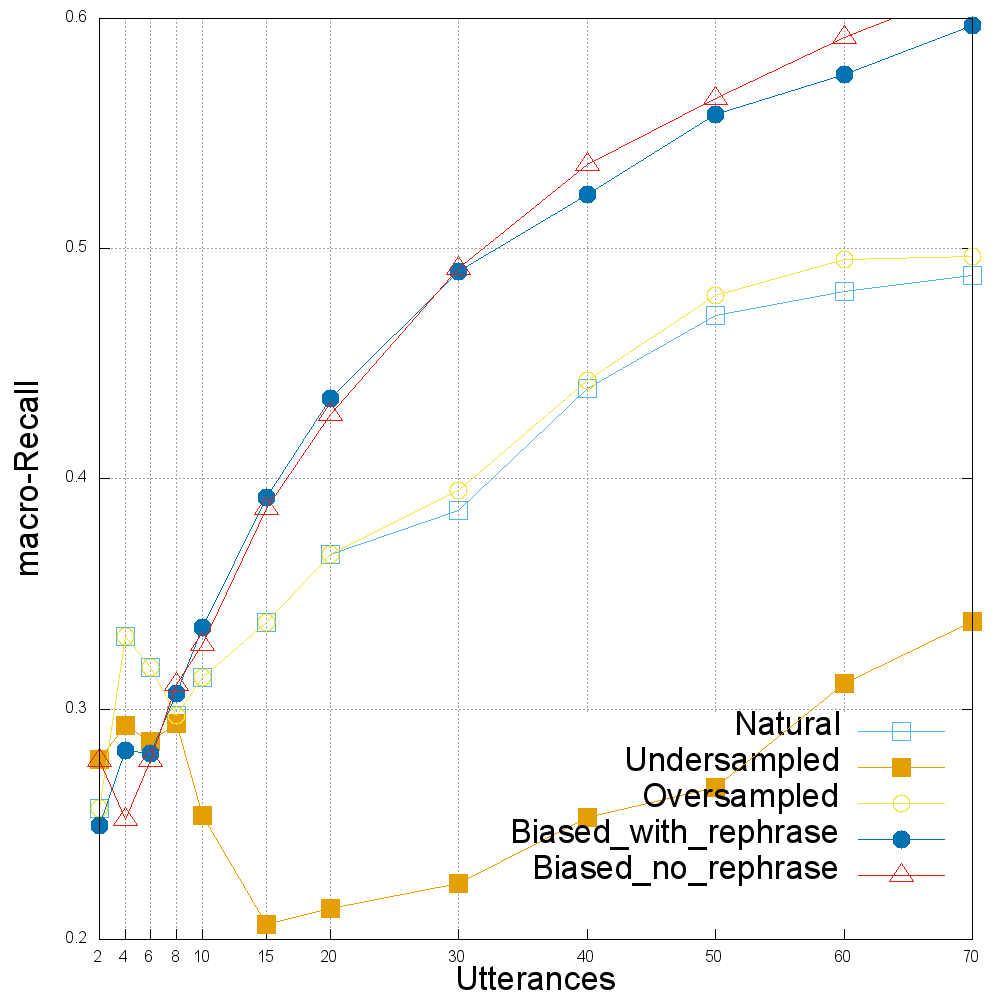 0.6
0.5
0.4
0.3
0.2
macro-Recall
Natural
Undersampled
Oversampled
Biased_with_rephrase
Biased_no_rephrase
2 4 6 8 10 15 20 30 40 50 60 70
Utterances